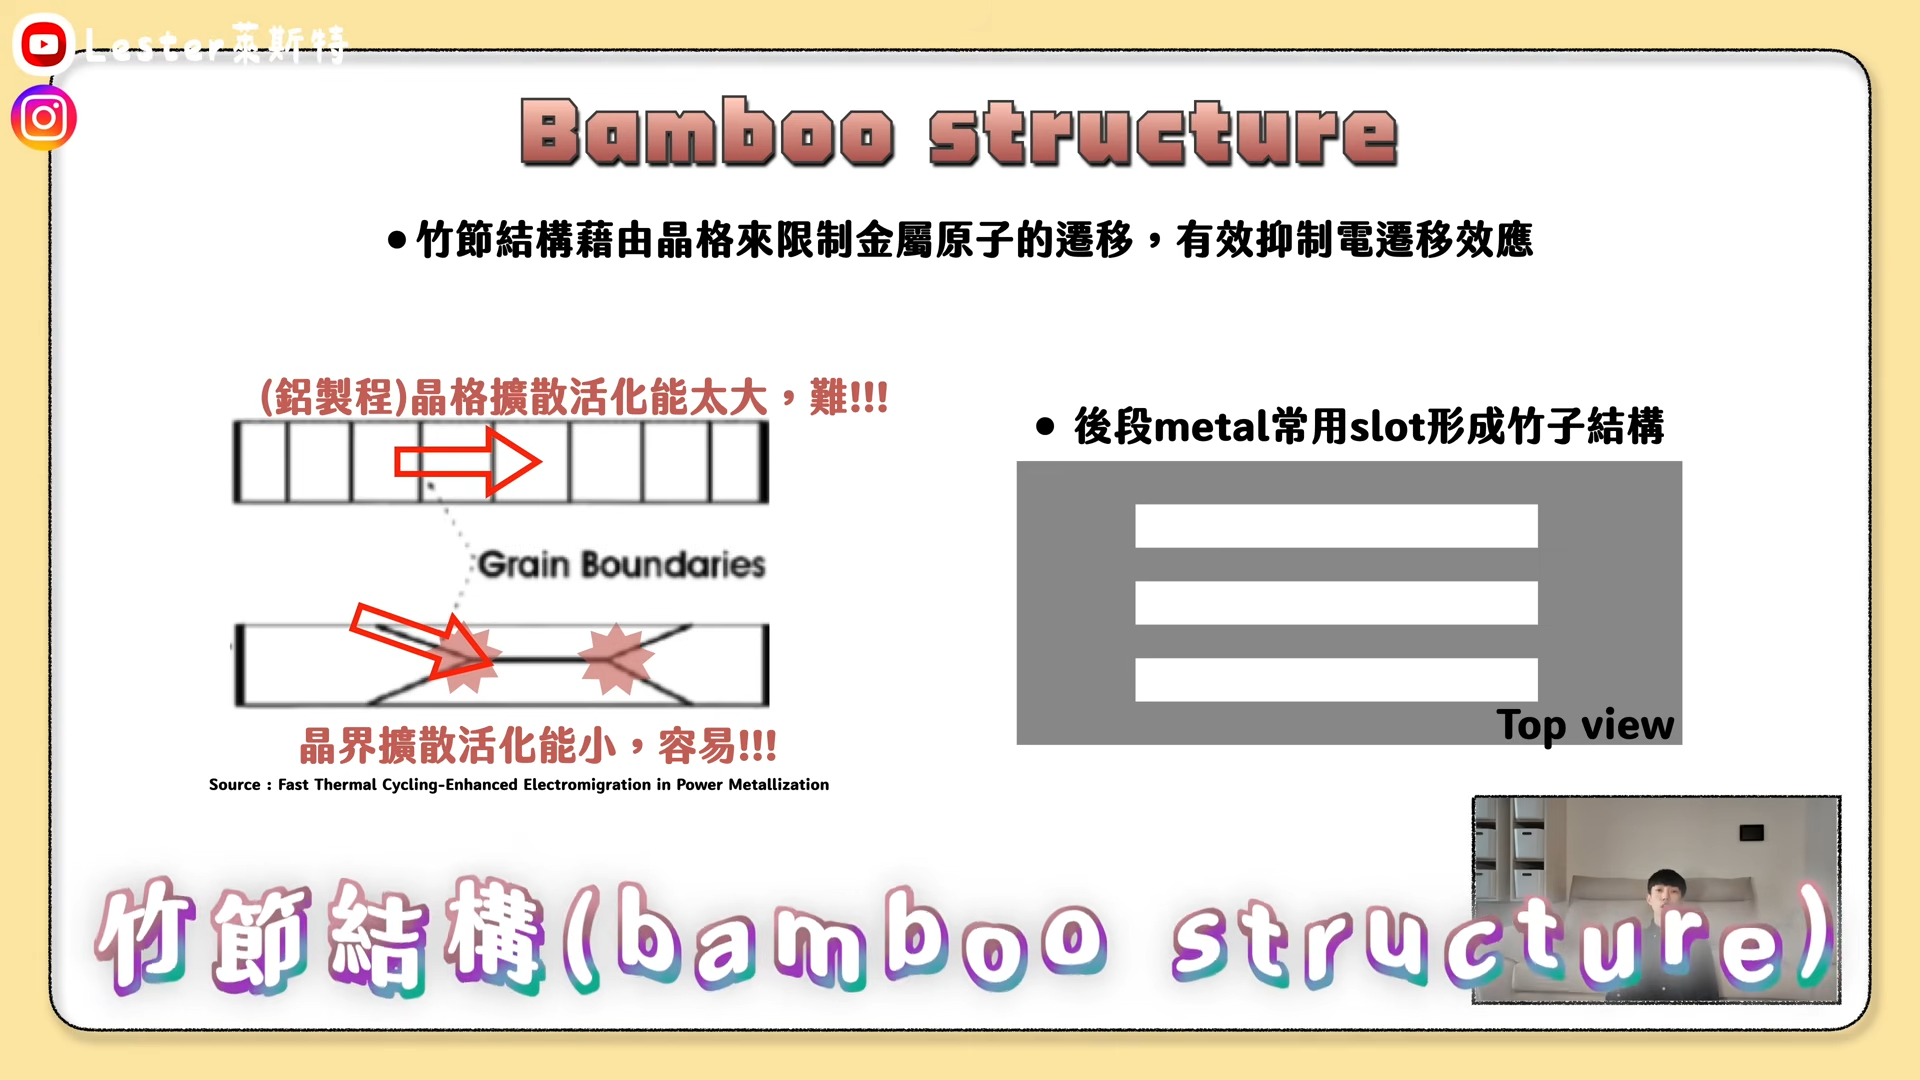 Lester萊斯特
Bamboo structure
•竹節結構藉由晶格來限制金屬原子的遷移，有效抑制電遷移效應
(鋁製程)晶格擴散活化能太大，難!!!
Grain Boundaries
晶界擴散活化能小，容易!!!
Source : Fast Thermal Cycling-Enhanced Electromigration in Power Metallization
• 後段metal常用slot形成竹子結構
Top view
竹節結構(bamboo structure)